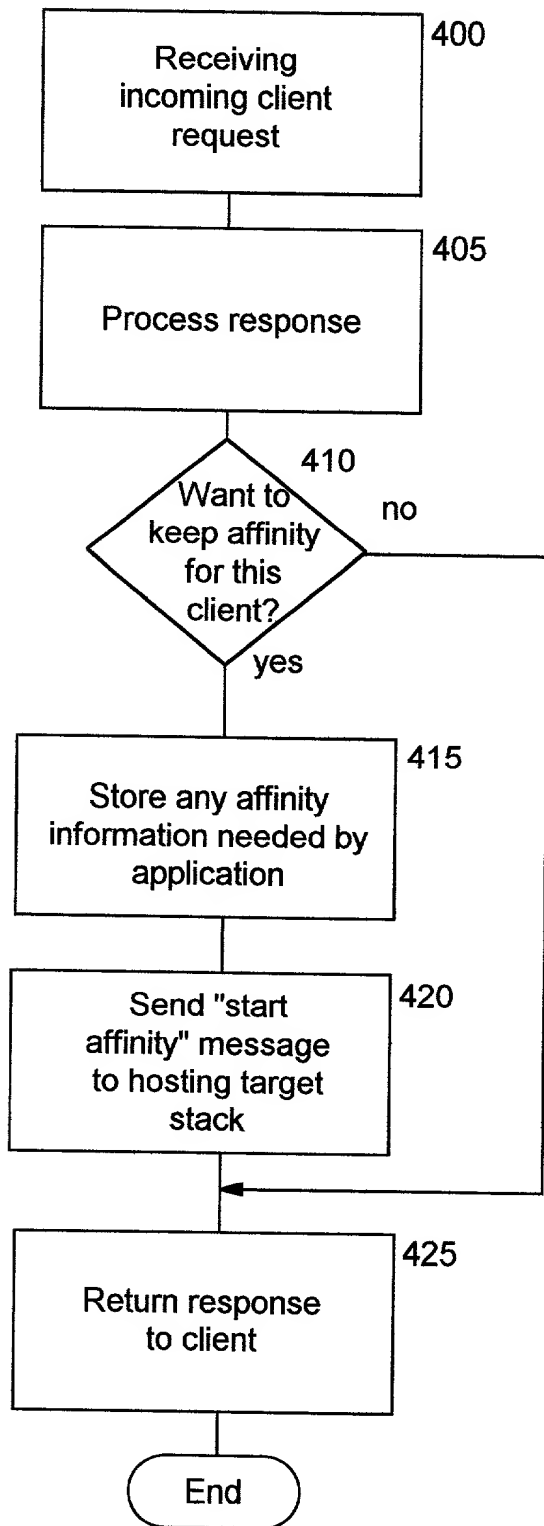 400
Receiving
incoming client
request
405
Process response
410
Want to
keep affinity
for this
client?
no
yes
415
Store any affinity
information needed by
application
420
Send "start
affinity" message
to hosting target
stack
425
Return response
to client
End